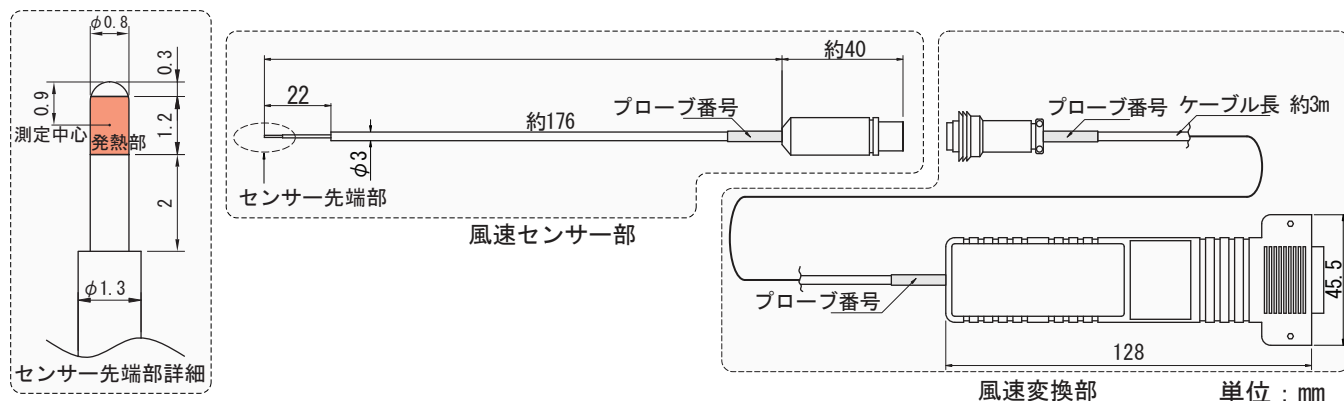 φ0.8
0.3
0.9
1.2
測定中心
発熱部
2
φ1.3
センサー先端部詳細
約40
22
プローブ番号
約176
φ3
センサー先端部
風速センサー部
プローブ番号
ケーブル長 約3m
プローブ番号
45.5
128
風速変換部
単位：mm